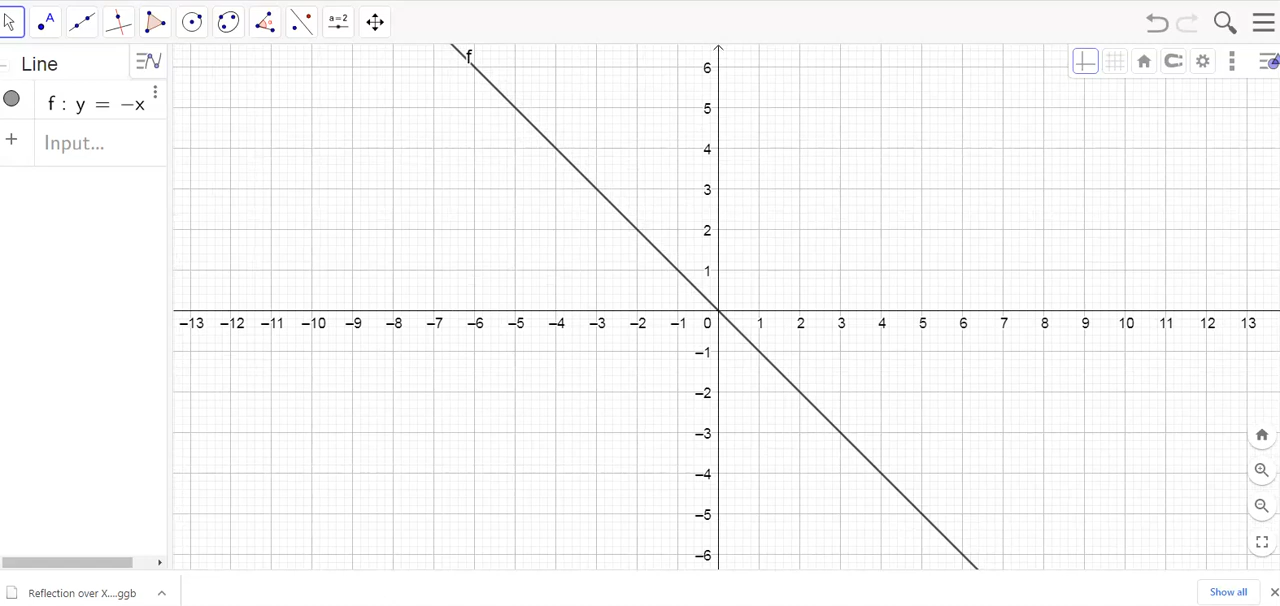 A
a=2
Line
f : y = −x
Input...
f
6
5
4
3
2
1
−13 −12 −11 −10 −9 −8 −7 −6 −5 −4 −3 −2 −1 0 1 2 3 4 5 6 7 8 9 10 11 12 13
−1
−2
−3
−4
−5
−6
Reflection over X....ggb
Show all